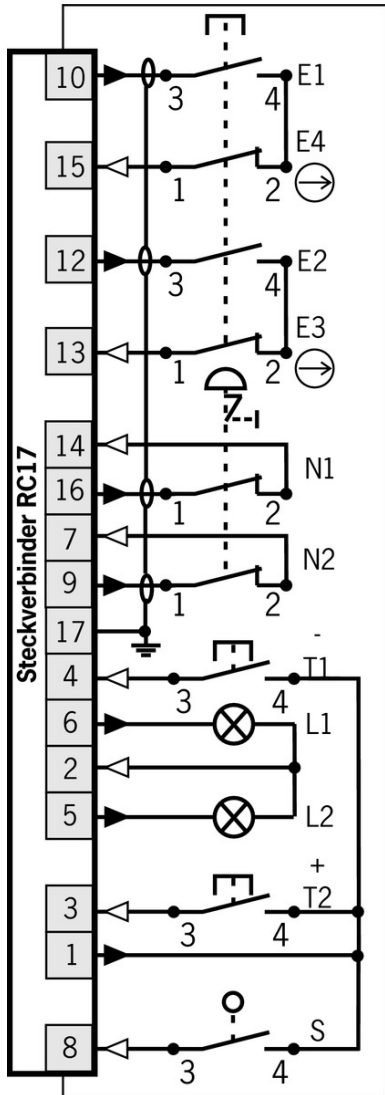 Steckverbinder RC17
10 3 4 E1
E4
15 1 2
12 3 4 E2
E3
13 1 2
14
N1
16 1 2
7
N2
9 1 2
17
-
4 3 4 T1
6 L1
2
5 L2
+
3 3 4 T2
1
8 3 4 S